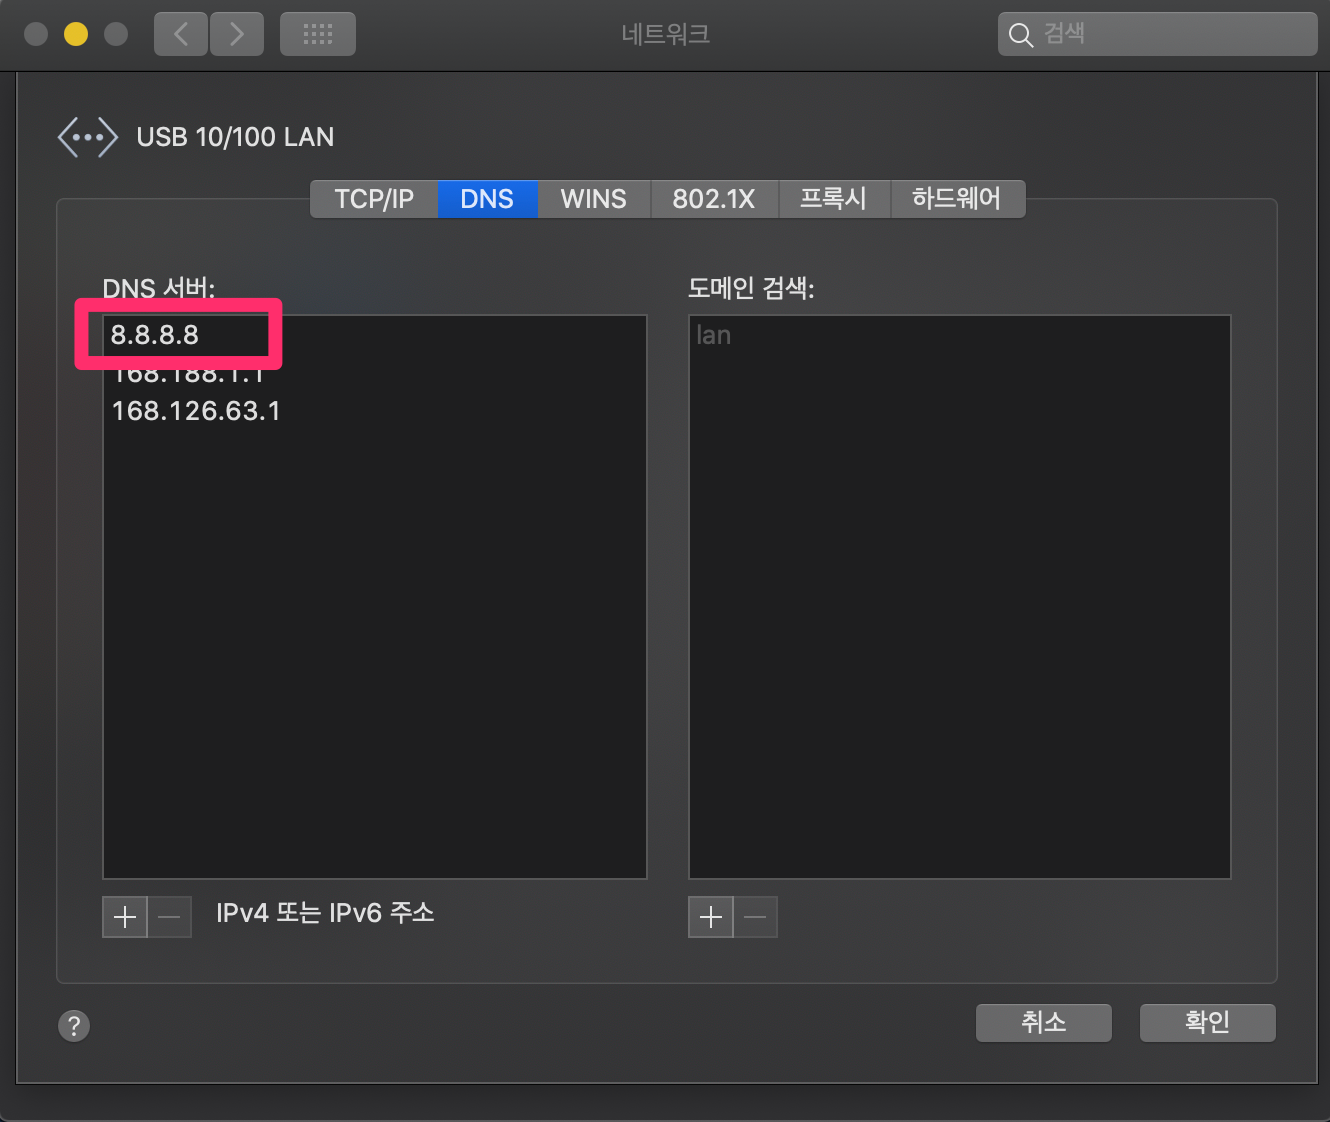 네트워크
검색
USB 10/100 LAN
TCP/IP DNS WINS 802.1X 프록시 하드웨어
DNS 서버:
8.8.8.8
168.188.1.1
168.126.63.1
도메인 검색:
lan
+ − IPv4 또는 IPv6 주소
+ −
?
취소 확인